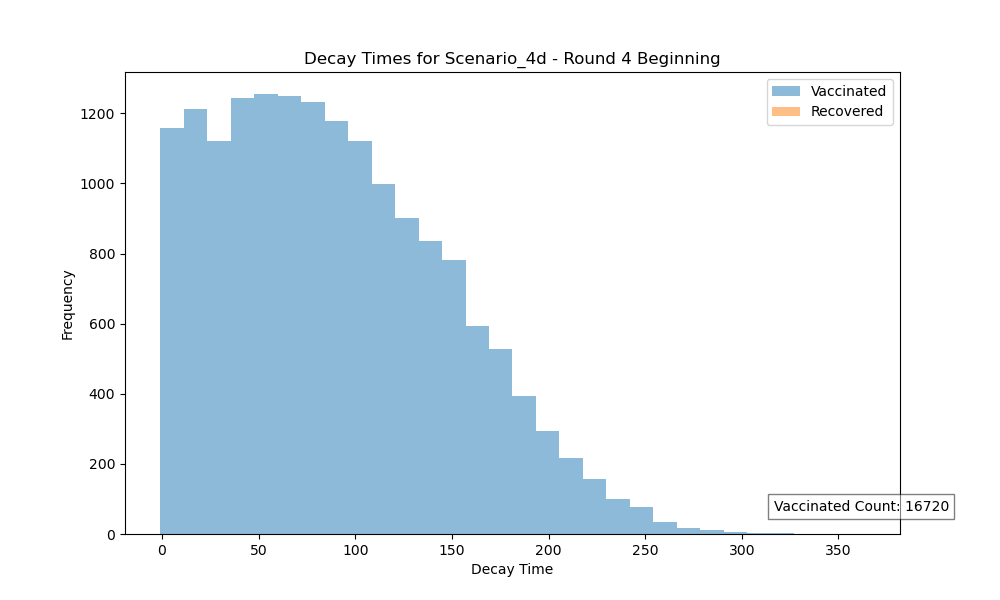 Decay Times for Scenario_4d - Round 4 Beginning
Vaccinated
Recovered
1200
1000
800
600
400
200
0
Frequency
Vaccinated Count: 16720
0 50 100 150 200 250 300 350
Decay Time